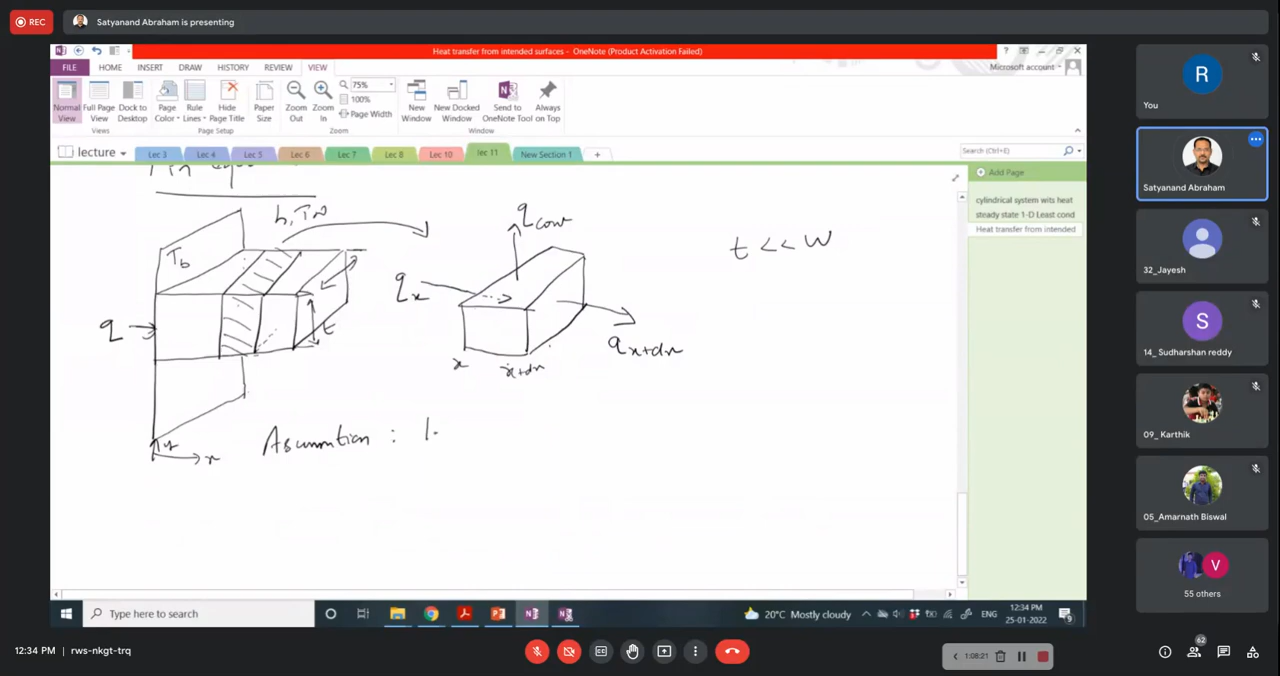 REC
Satyanand Abraham is presenting
Heat transfer from intended surfaces - OneNote (Product Activation Failed)
FILE HOME INSERT DRAW HISTORY REVIEW VIEW
Microsoft account
Normal View
Full Page View
Dock to Desktop
Page Color
Rule Lines
Hide Page Title
Paper Size
Zoom Out
Zoom In
75%
100%
Page Width
New Window
New Docked Window
Send to OneNote Tool
Always on Top
Views
Page Setup
Zoom
Window
lecture
Lec 3 Lec 4 Lec 5 Lec 6 Lec 7 Lec 8 Lec 10 lec 11 New Section 1
Search (Ctrl+E)
Add Page
cylindrical system wits heat
steady state 1-D Least cond
Heat transfer from intended
h, T∞
q conv
t << W
Tb
qx
q
t
q x+dx
x
x+dx
Assumption : 1.
y
x
You
Satyanand Abraham
32_Jayesh
14_ Sudharshan reddy
09_ Karthik
05_Amarnath Biswal
55 others
R
S
V
Type here to search
20°C Mostly cloudy
ENG
12:34 PM
25-01-2022
9
12:34 PM | rws-nkgt-trq
1:08:21
62